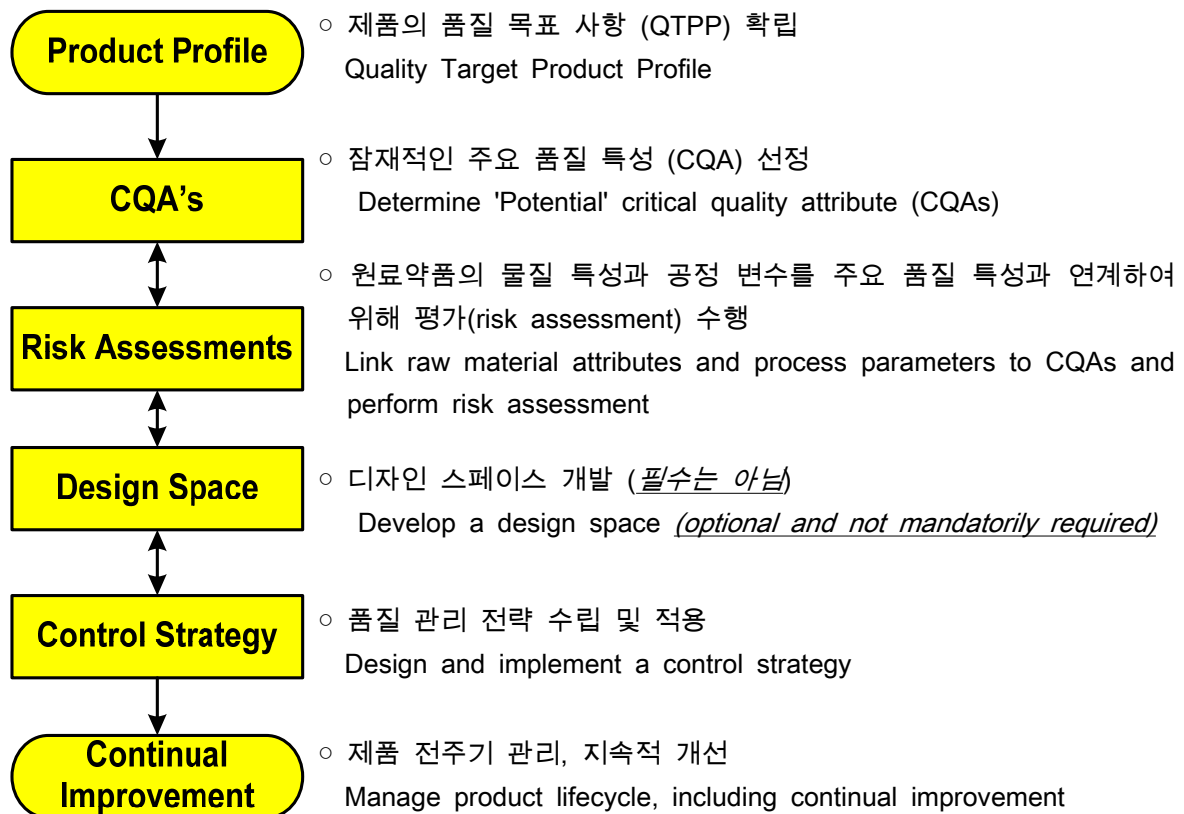 Product Profile
○ 제품의 품질 목표 사항 (QTPP) 확립
Quality Target Product Profile
CQA's
○ 잠재적인 주요 품질 특성 (CQA) 선정
Determine 'Potential' critical quality attribute (CQAs)
Risk Assessments
○ 원료약품의 물질 특성과 공정 변수를 주요 품질 특성과 연계하여
위해 평가(risk assessment) 수행
Link raw material attributes and process parameters to CQAs and
perform risk assessment
Design Space
○ 디자인 스페이스 개발 (필수는 아님)
Develop a design space (optional and not mandatorily required)
Control Strategy
○ 품질 관리 전략 수립 및 적용
Design and implement a control strategy
Continual
Improvement
○ 제품 전주기 관리, 지속적 개선
Manage product lifecycle, including continual improvement